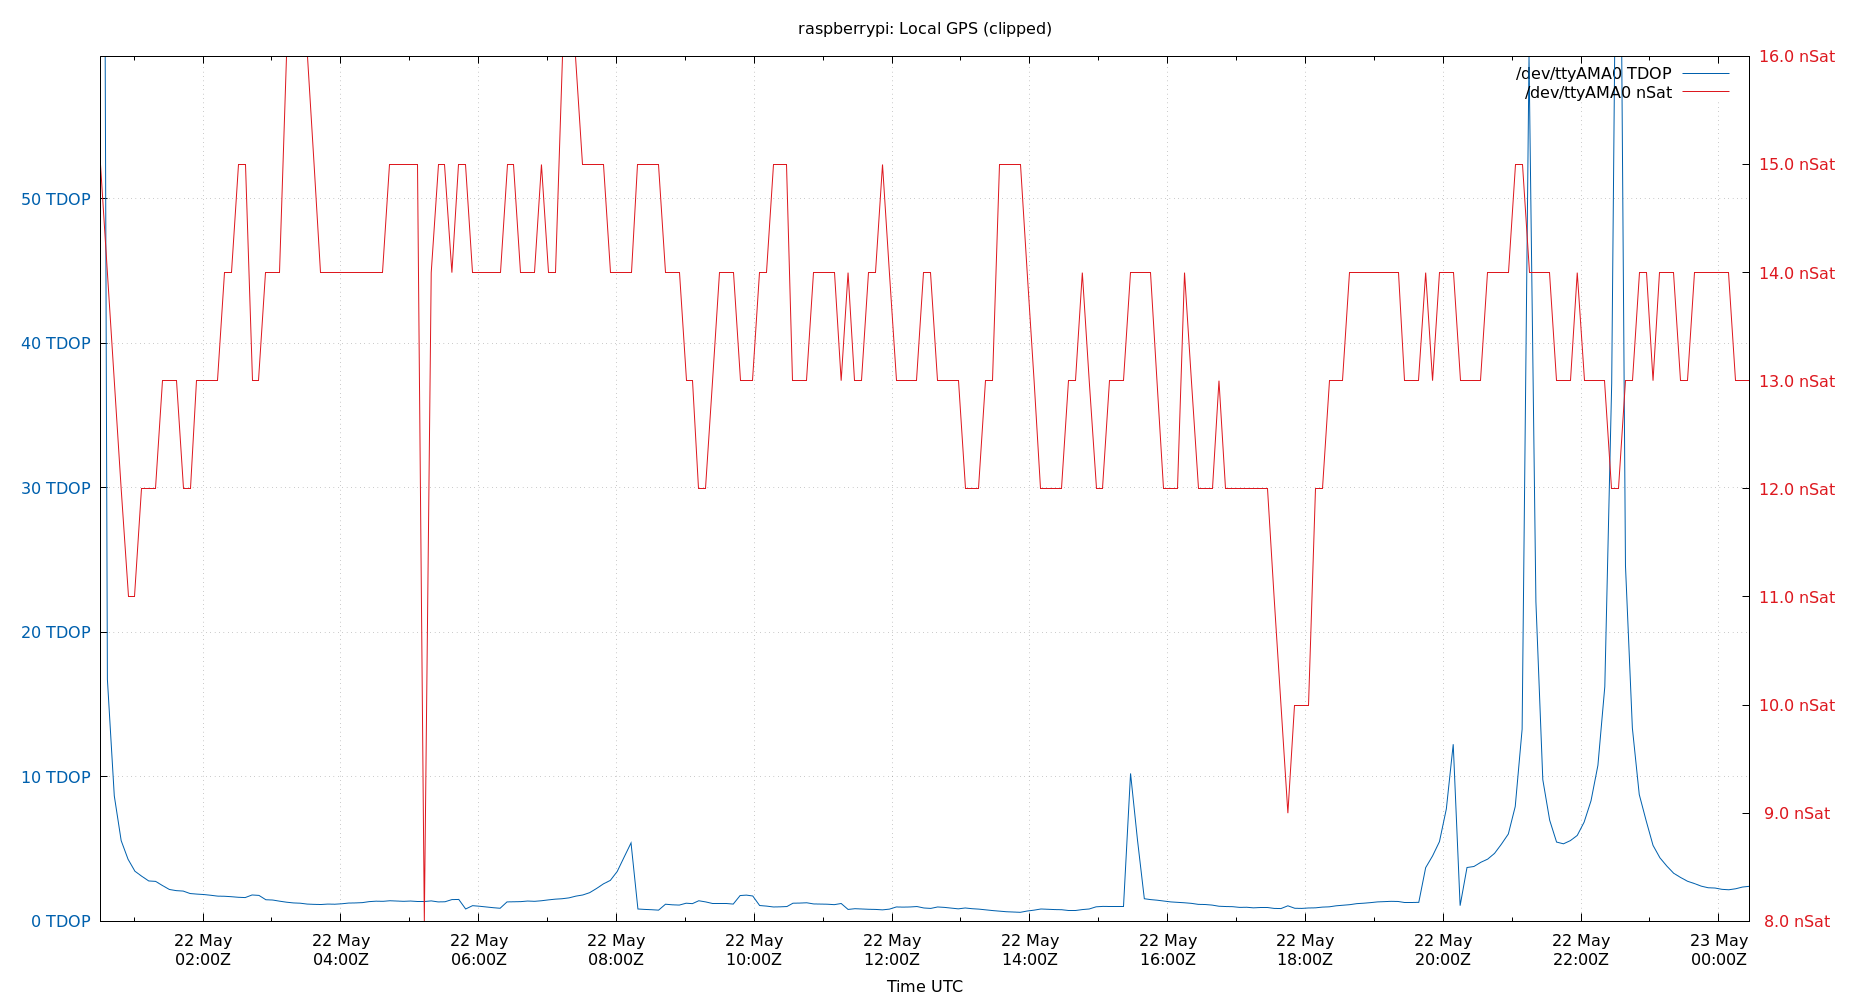 raspberrypi: Local GPS (clipped)
/dev/ttyAMA0 TDOP
/dev/ttyAMA0 nSat
50 TDOP
40 TDOP
30 TDOP
20 TDOP
10 TDOP
0 TDOP
16.0 nSat
15.0 nSat
14.0 nSat
13.0 nSat
12.0 nSat
11.0 nSat
10.0 nSat
9.0 nSat
8.0 nSat
22 May
02:00Z
22 May
04:00Z
22 May
06:00Z
22 May
08:00Z
22 May
10:00Z
22 May
12:00Z
22 May
14:00Z
22 May
16:00Z
22 May
18:00Z
22 May
20:00Z
22 May
22:00Z
23 May
00:00Z
Time UTC